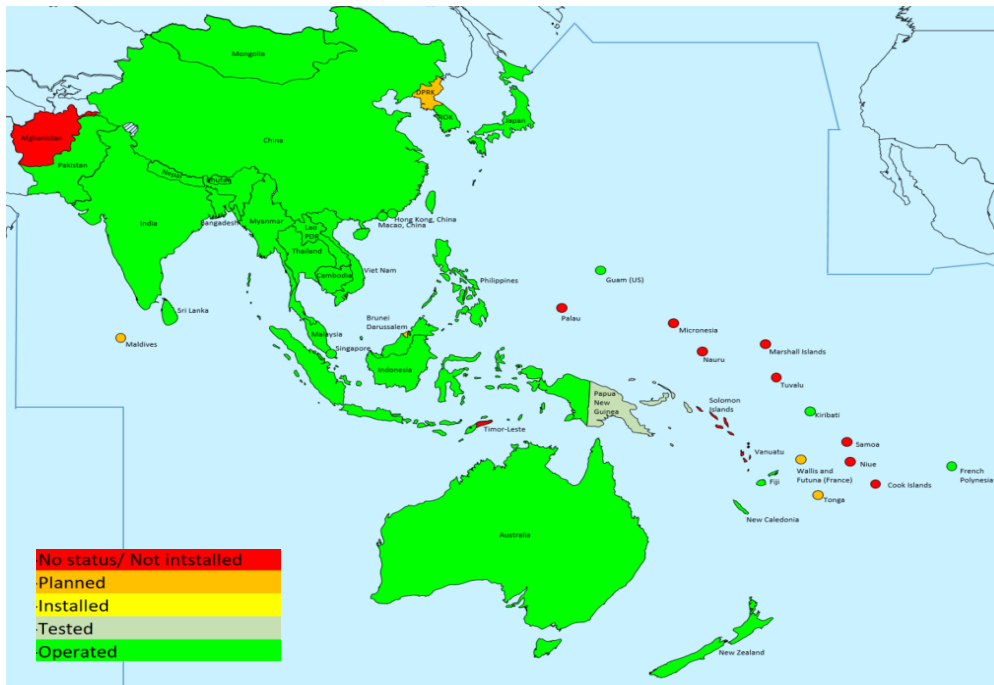 Mongolia
DPRK
ROK
Japan
Afghanistan
China
Pakistan
Nepal
Bhutan
India
Bangladesh
Myanmar
Hong Kong, China
Macao, China
Lao
PDR
Thailand
Cambodia
Viet Nam
Philippines
Guam (US)
Sri Lanka
Maldives
Brunei
Darussalem
Malaysia
Singapore
Indonesia
Palau
Micronesia
Nauru
Marshall Islands
Tuvalu
Papua
New
Guinea
Solomon
Islands
Kiribati
Timor-Leste
Vanuatu
Samoa
Wallis and
Futuna (France)
Niue
French
Polynesia
Fiji
Cook Islands
Tonga
New Caledonia
Australia
New Zealand
-No status/ Not intstalled
-Planned
-Installed
-Tested
-Operated